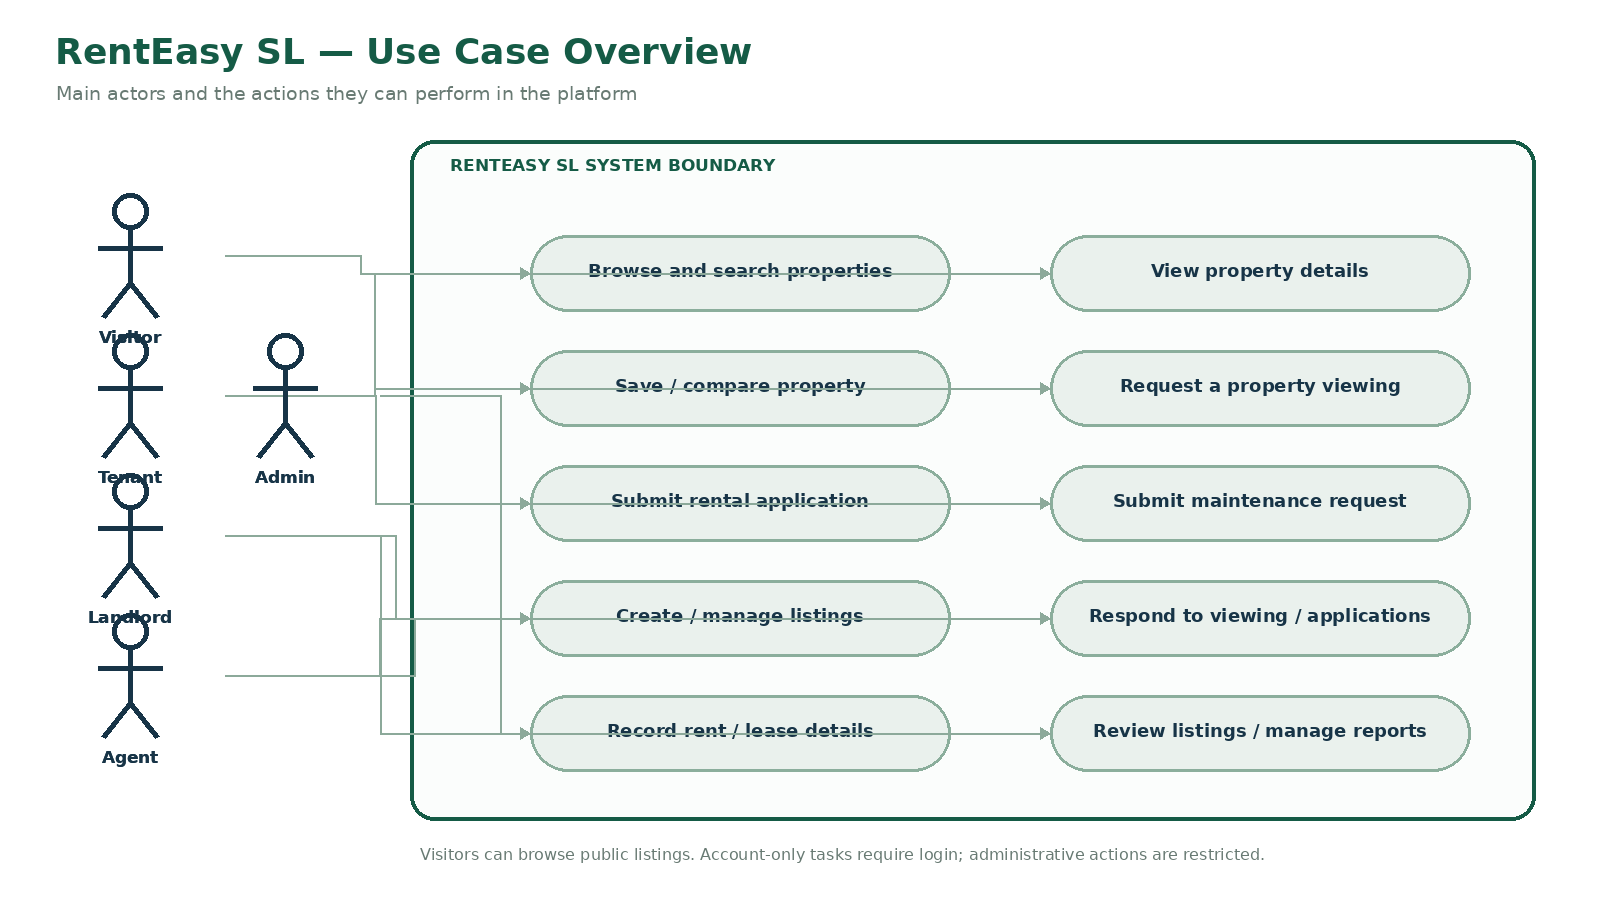 RentEasy SL — Use Case Overview
Main actors and the actions they can perform in the platform
RENTEASY SL SYSTEM BOUNDARY
Visitor
Tenant
Admin
Landlord
Agent
Browse and search properties
View property details
Save / compare property
Request a property viewing
Submit rental application
Submit maintenance request
Create / manage listings
Respond to viewing / applications
Record rent / lease details
Review listings / manage reports
Visitors can browse public listings. Account-only tasks require login; administrative actions are restricted.